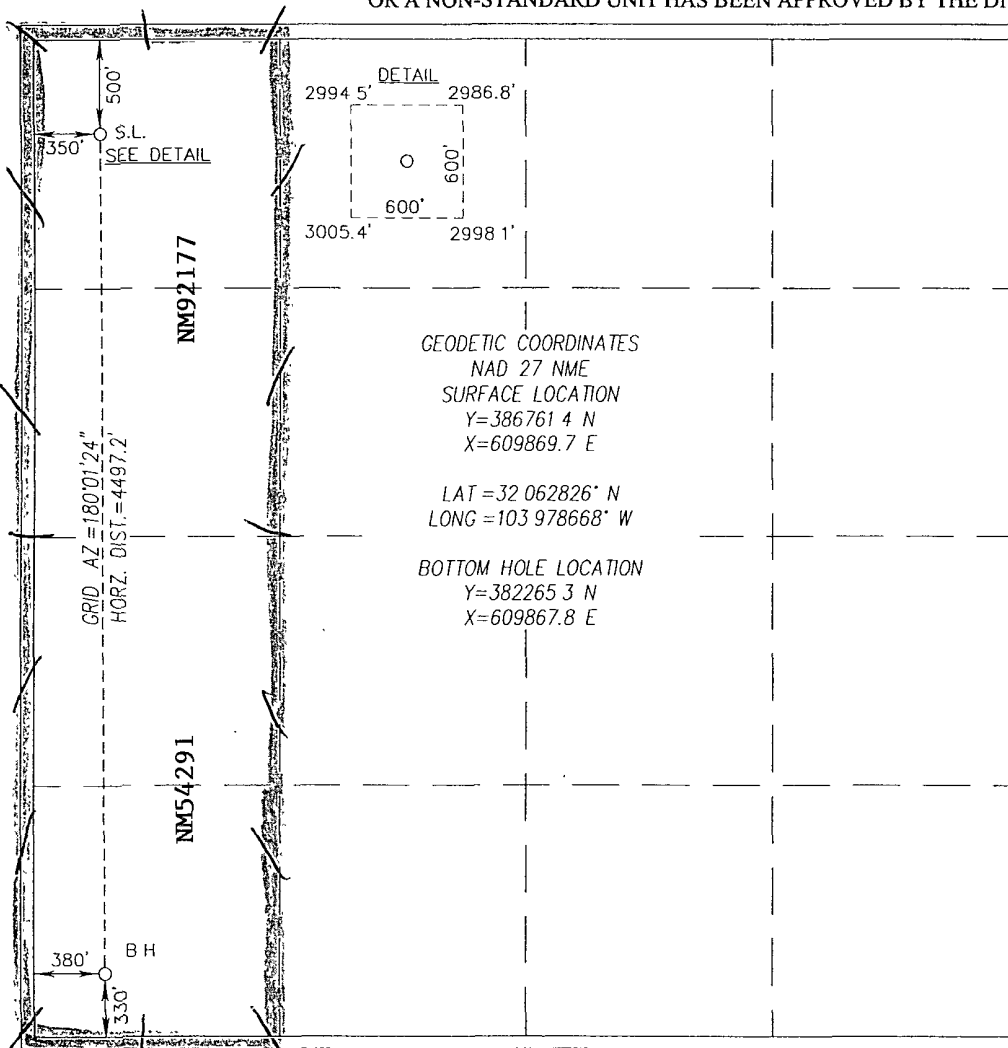 OR A NON-STANDARD UNIT HAS BEEN APPROVED BY THE
500'
350'
S.L.
SEE DETAIL
DETAIL
2994 5'
2986.8'
600'
600'
3005.4'
2998 1'
NM92177
GRID AZ =180°01'24"
HORZ. DIST.=4497.2'
GEODETIC COORDINATES
NAD 27 NME
SURFACE LOCATION
Y=386761 4 N
X=609869.7 E
LAT =32 062826° N
LONG =103 978668° W
BOTTOM HOLE LOCATION
Y=382265 3 N
X=609867.8 E
NM54291
B H
380'
330'